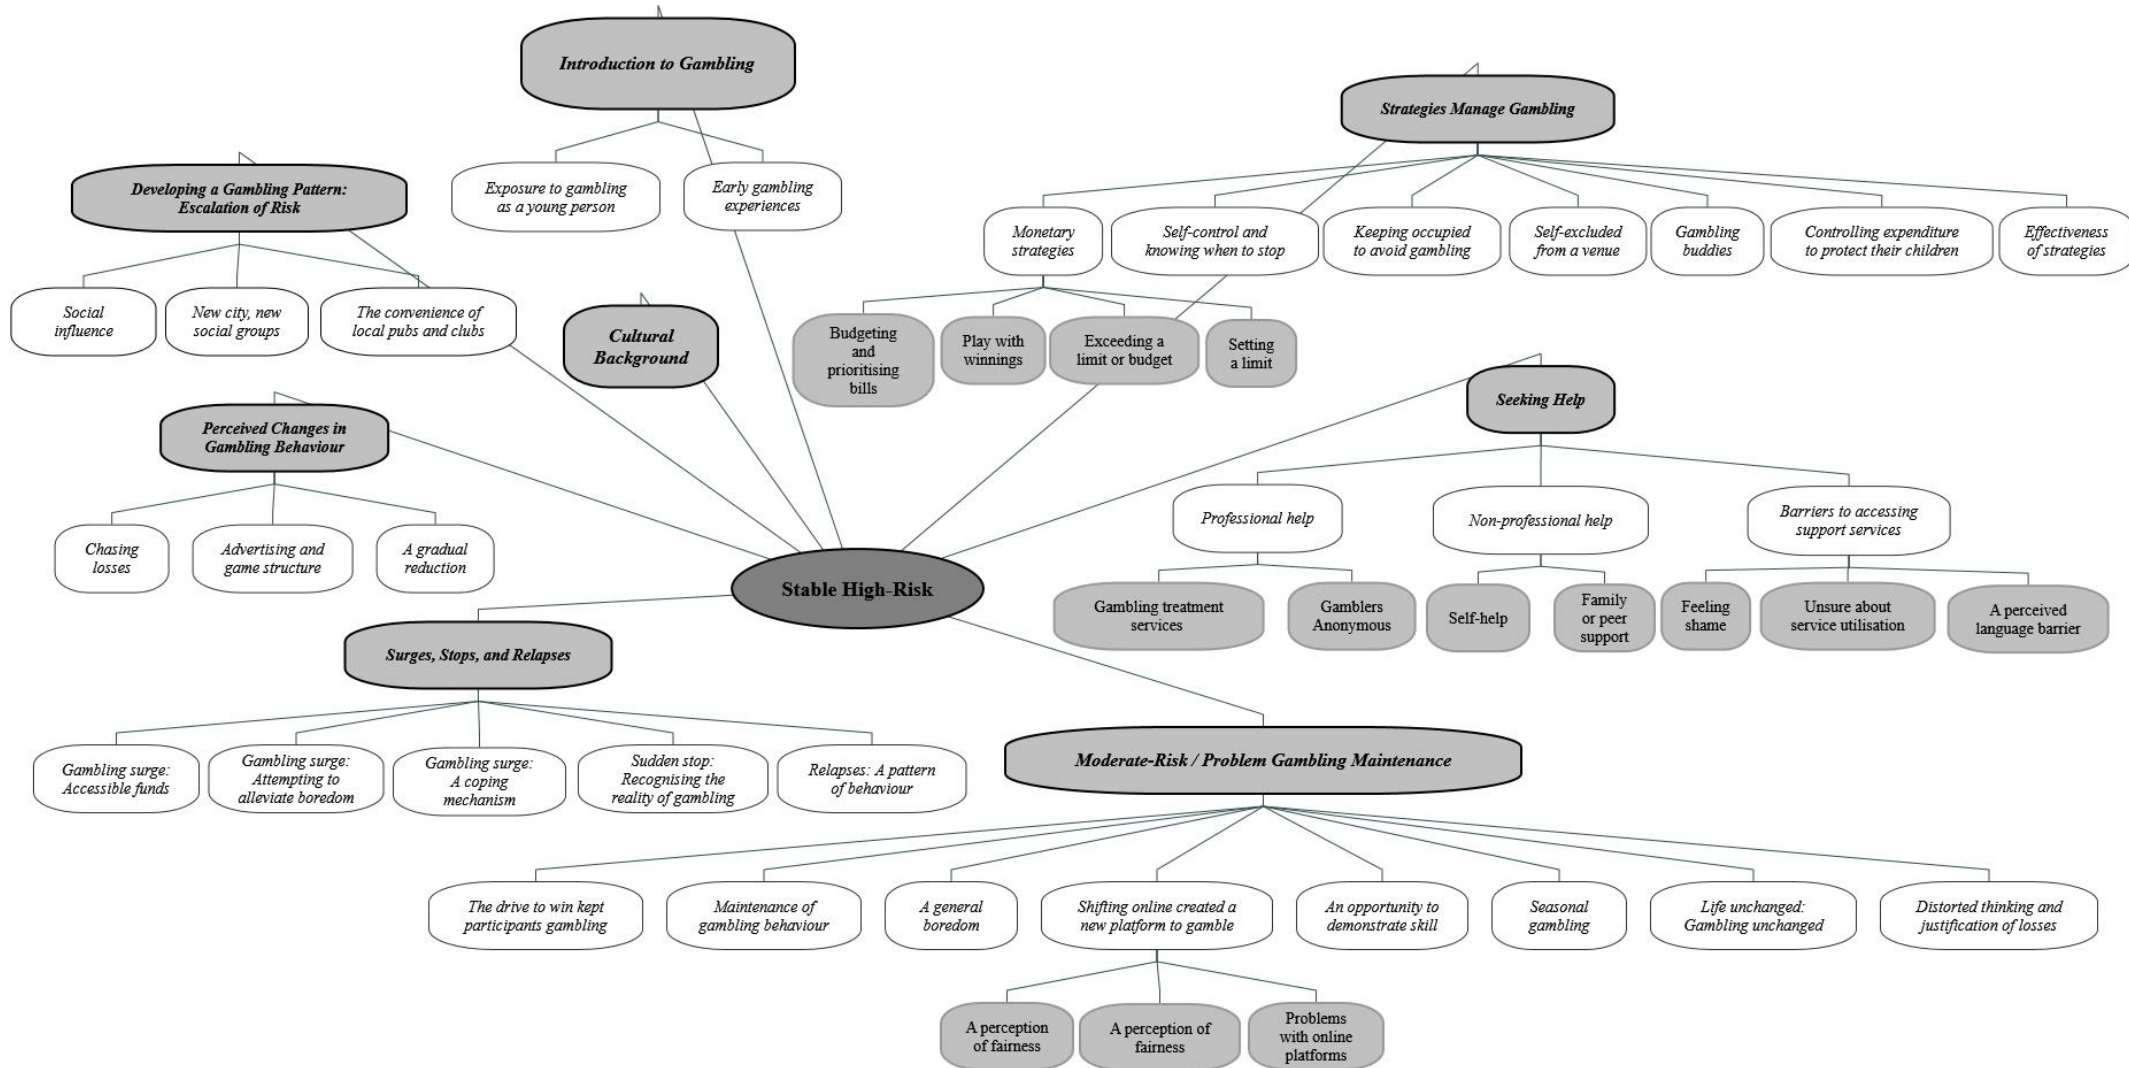 Introduction to Gambling
Exposure to gambling
as a young person
Early gambling
experiences
Strategies Manage Gambling
Monetary
strategies
Self-control and
knowing when to stop
Keeping occupied
to avoid gambling
Self-excluded
from a venue
Gambling
buddies
Controlling expenditure
to protect their children
Effectiveness
of strategies
Budgeting
and
prioritising
bills
Play with
winnings
Exceeding a
limit or budget
Setting
a limit
Developing a Gambling Pattern:
Escalation of Risk
Social
influence
New city, new
social groups
The convenience of
local pubs and clubs
Cultural
Background
Perceived Changes in
Gambling Behaviour
Chasing
losses
Advertising and
game structure
A gradual
reduction
Seeking Help
Professional help
Non-professional help
Barriers to accessing
support services
Gambling treatment
services
Gamblers
Anonymous
Self-help
Family
or peer
support
Feeling
shame
Unsure about
service utilisation
A perceived
language barrier
Stable High-Risk
Surges, Stops, and Relapses
Gambling surge:
Accessible funds
Gambling surge:
Attempting to
alleviate boredom
Gambling surge:
A coping
mechanism
Sudden stop:
Recognising the
reality of gambling
Relapses: A pattern
of behaviour
Moderate-Risk / Problem Gambling Maintenance
The drive to win kept
participants gambling
Maintenance of
gambling behaviour
A general
boredom
Shifting online created a
new platform to gamble
An opportunity to
demonstrate skill
Seasonal
gambling
Life unchanged:
Gambling unchanged
Distorted thinking and
justification of losses
A perception
of fairness
A perception of
fairness
Problems
with online
platforms